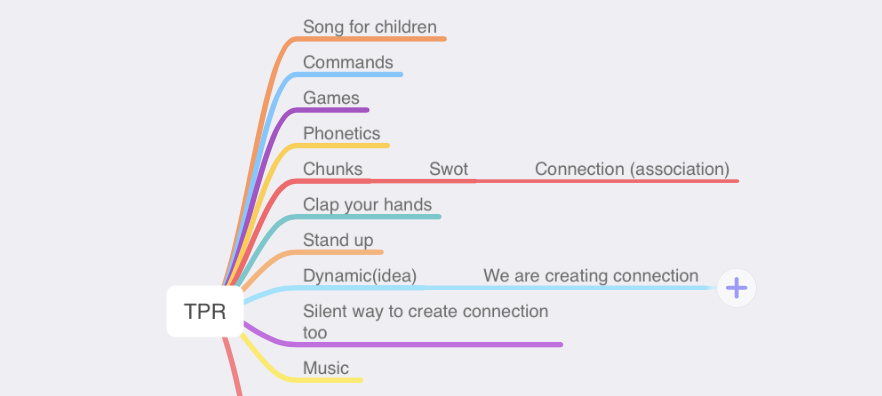 Song for children
Commands
Games
Phonetics
Chunks Swot Connection (association)
Clap your hands
Stand up
Dynamic(idea) We are creating connection
TPR
Silent way to create connection
too
Music